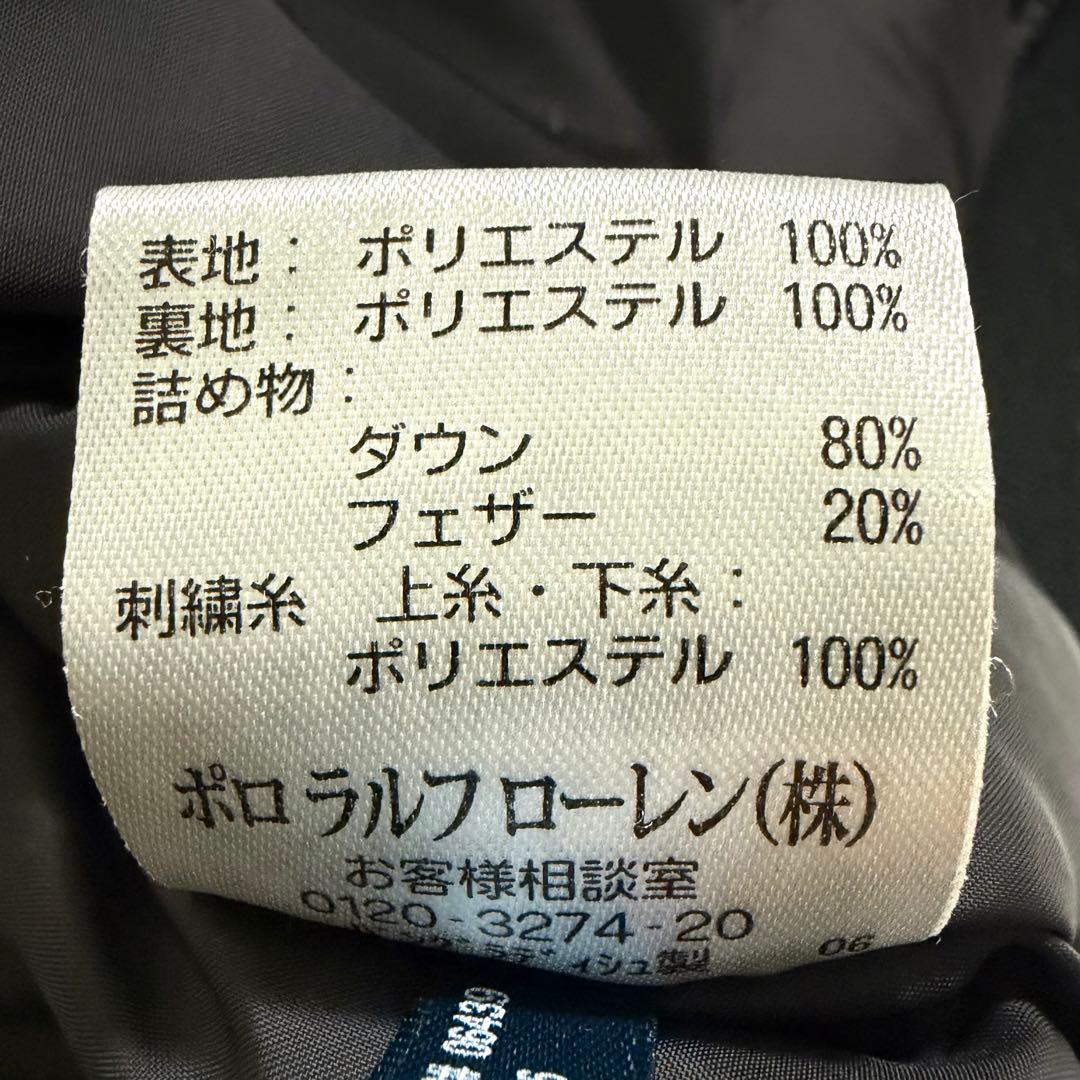 表地： ポリエステル 100%
裏地： ポリエステル 100%
詰め物：
ダウン 80%
フェザー 20%
刺繍糸 上糸・下糸：
ポリエステル 100%
ポロ ラルフ ローレン(株)
お客様相談室
0120-3274-20
06
06439